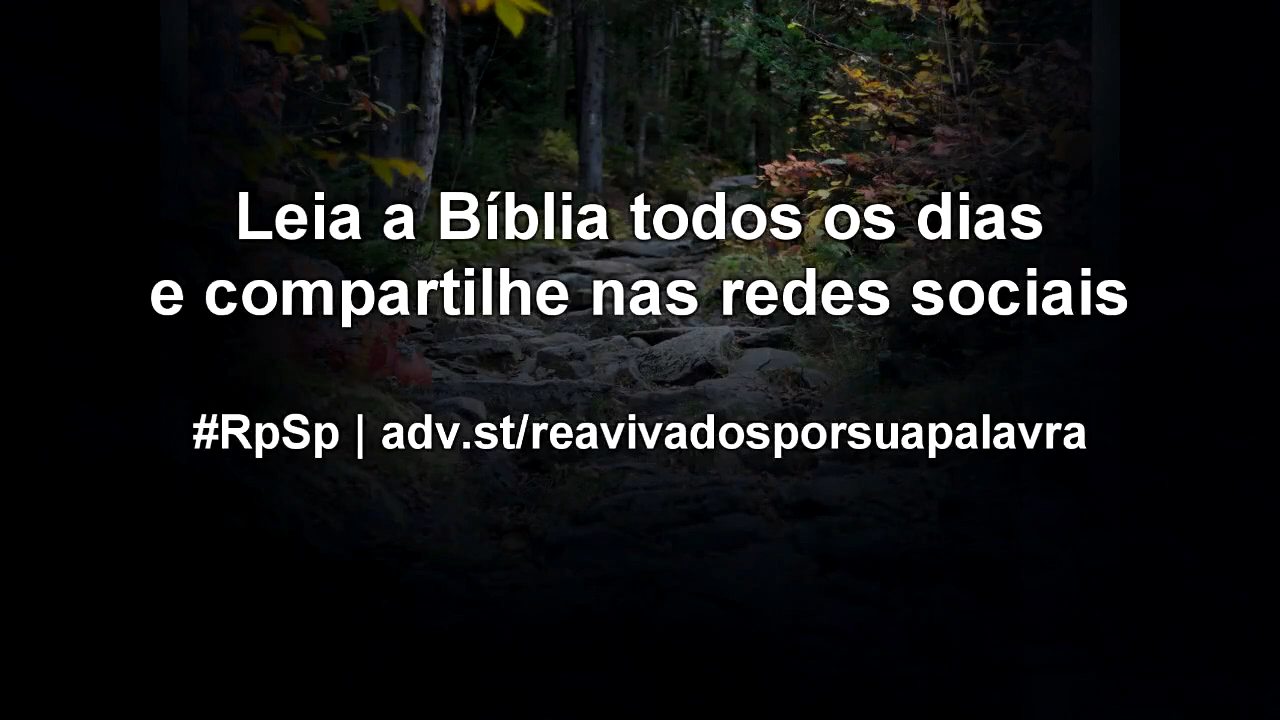 Leia a Bíblia todos os dias
e compartilhe nas redes sociais
#RpSp | adv.st/reavivadosporsuapalavra